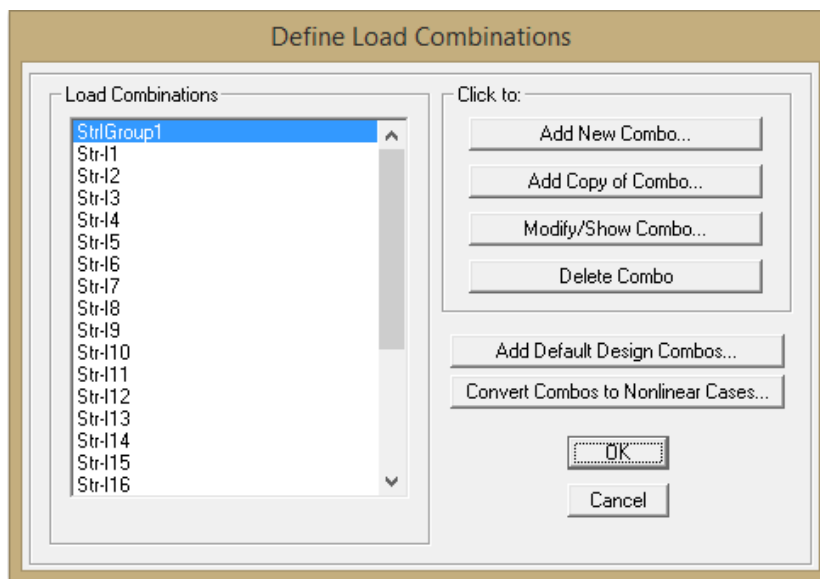 Define Load Combinations
Load Combinations
StrIGroup1
Str-I1
Str-I2
Str-I3
Str-I4
Str-I5
Str-I6
Str-I7
Str-I8
Str-I9
Str-I10
Str-I11
Str-I12
Str-I13
Str-I14
Str-I15
Str-I16
Click to:
Add New Combo...
Add Copy of Combo...
Modify/Show Combo...
Delete Combo
Add Default Design Combos...
Convert Combos to Nonlinear Cases...
OK
Cancel